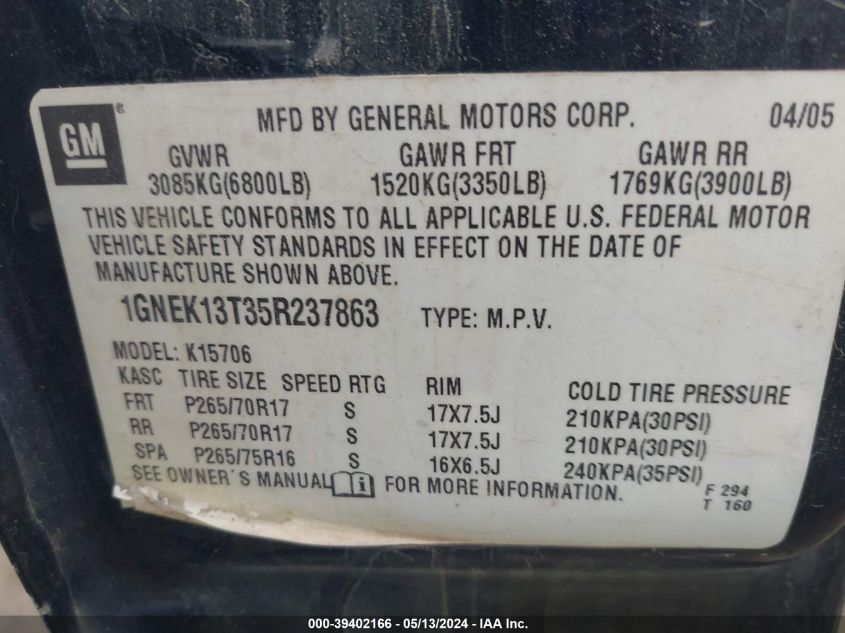 GM®
MFD BY GENERAL MOTORS CORP. 04/05
GVWR GAWR FRT GAWR RR
3085KG(6800LB) 1520KG(3350LB) 1769KG(3900LB)
THIS VEHICLE CONFORMS TO ALL APPLICABLE U.S. FEDERAL MOTOR
VEHICLE SAFETY STANDARDS IN EFFECT ON THE DATE OF
MANUFACTURE SHOWN ABOVE.
1GNEK13T35R237863 TYPE: M.P.V.
MODEL: K15706
KASC TIRE SIZE SPEED RTG RIM COLD TIRE PRESSURE
FRT P265/70R17 S 17X7.5J 210KPA(30PSI)
RR P265/70R17 S 17X7.5J 210KPA(30PSI)
SPA P265/75R16 S 16X6.5J 240KPA(35PSI)
SEE OWNER'S MANUAL i FOR MORE INFORMATION.
F 294
T 160
000-39402166 - 05/13/2024 - IAA Inc.